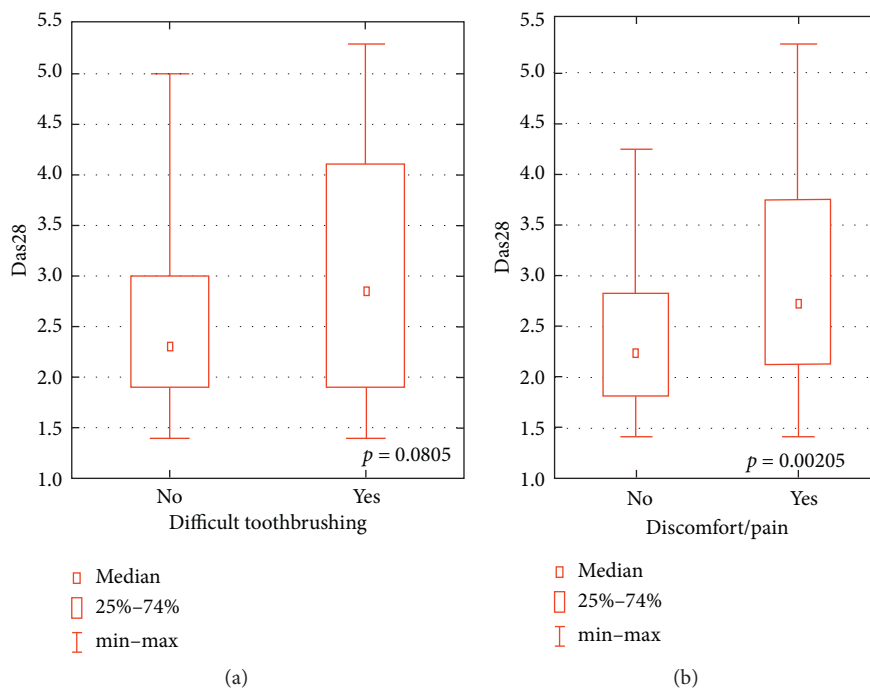 5.5
5.0
4.5
4.0
3.5
3.0
2.5
2.0
1.5
1.0
Das28
p = 0.0805
No
Yes
Difficult toothbrushing
Median
25%–74%
min–max
(a)
5.5
5.0
4.5
4.0
3.5
3.0
2.5
2.0
1.5
1.0
Das28
p = 0.00205
No
Yes
Discomfort/pain
Median
25%–74%
min–max
(b)